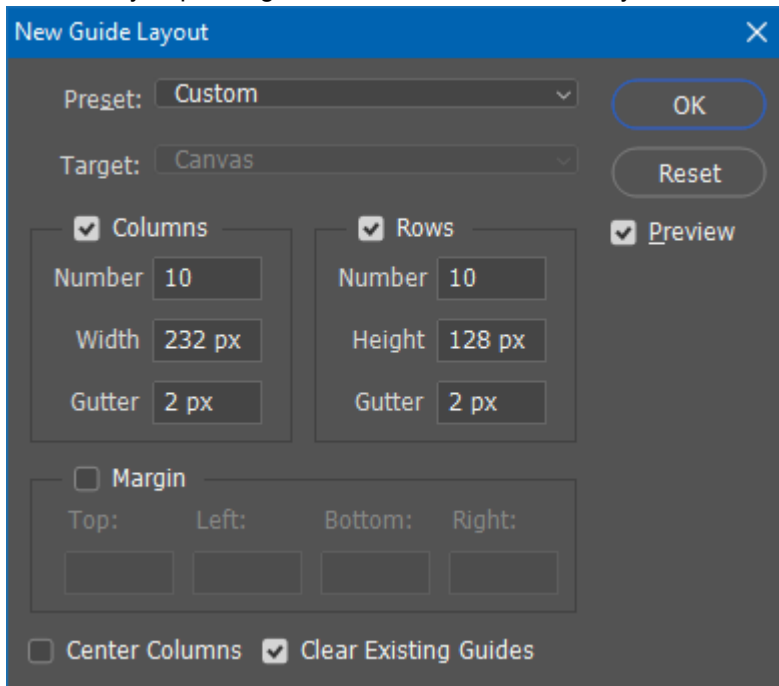 New Guide Layout
Preset: Custom
OK
Target: Canvas
Reset
Columns
Rows
Preview
Number 10
Number 10
Width 232 px
Height 128 px
Gutter 2 px
Gutter 2 px
Margin
Top: Left: Bottom: Right:
Center Columns
Clear Existing Guides